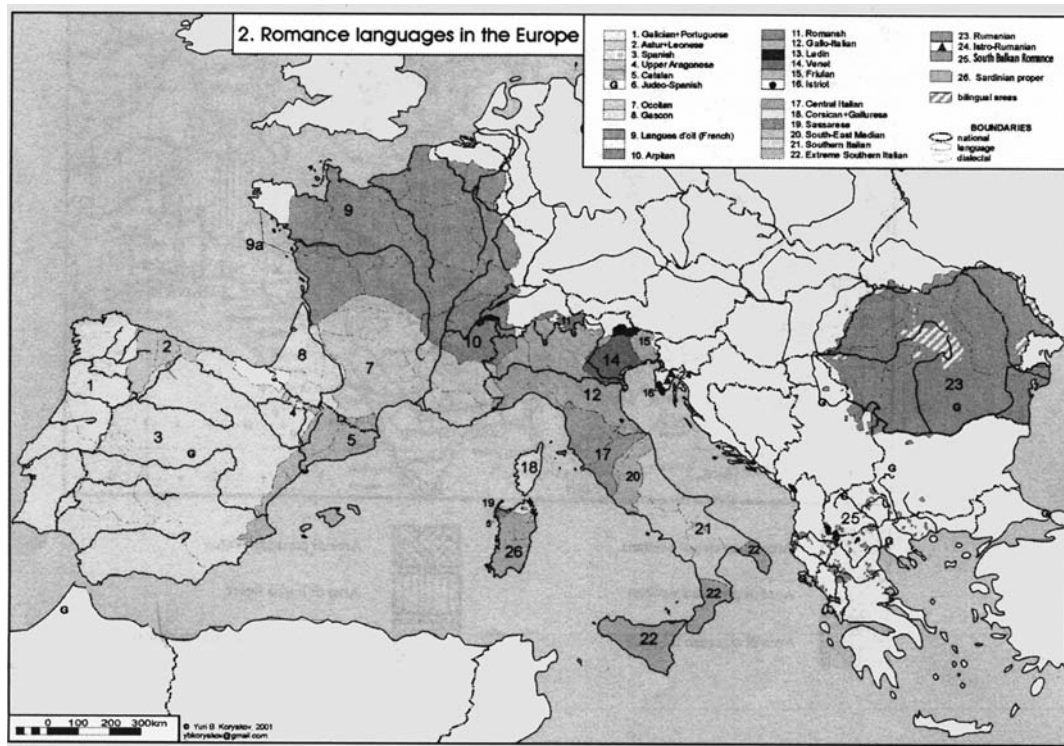 2. Romance languages in the Europe
1. Galician+Portuguese
2. Astur+Leonese
3. Spanish
4. Upper Aragonese
5. Catalan
G 6. Judeo-Spanish
7. Occitan
8. Gascon
9. Langues d'oil (French)
10. Arpitan
11. Romansh
12. Gallo-Italian
13. Ladin
14. Venet
15. Friulan
16. Istriot
17. Central Italian
18. Corsican+Gallurese
19. Sassarese
20. South-East Median
21. Southern Italian
22. Extreme Southern Italian
23. Rumanian
24. Istro-Rumanian
25. South Balkan Romance
26. Sardinian proper
bilingual areas
BOUNDARIES
national
language
dialectal
9
9a
2
8
7
10
11
14
15
1
3
G
4
5
12
16
23
G
G
17
18
20
19
26
21
22
22
22
G
G
25
G
G
G
G
0 100 200 300km
© Yuri B. Koryakov, 2001
ybkoryakov@gmail.com